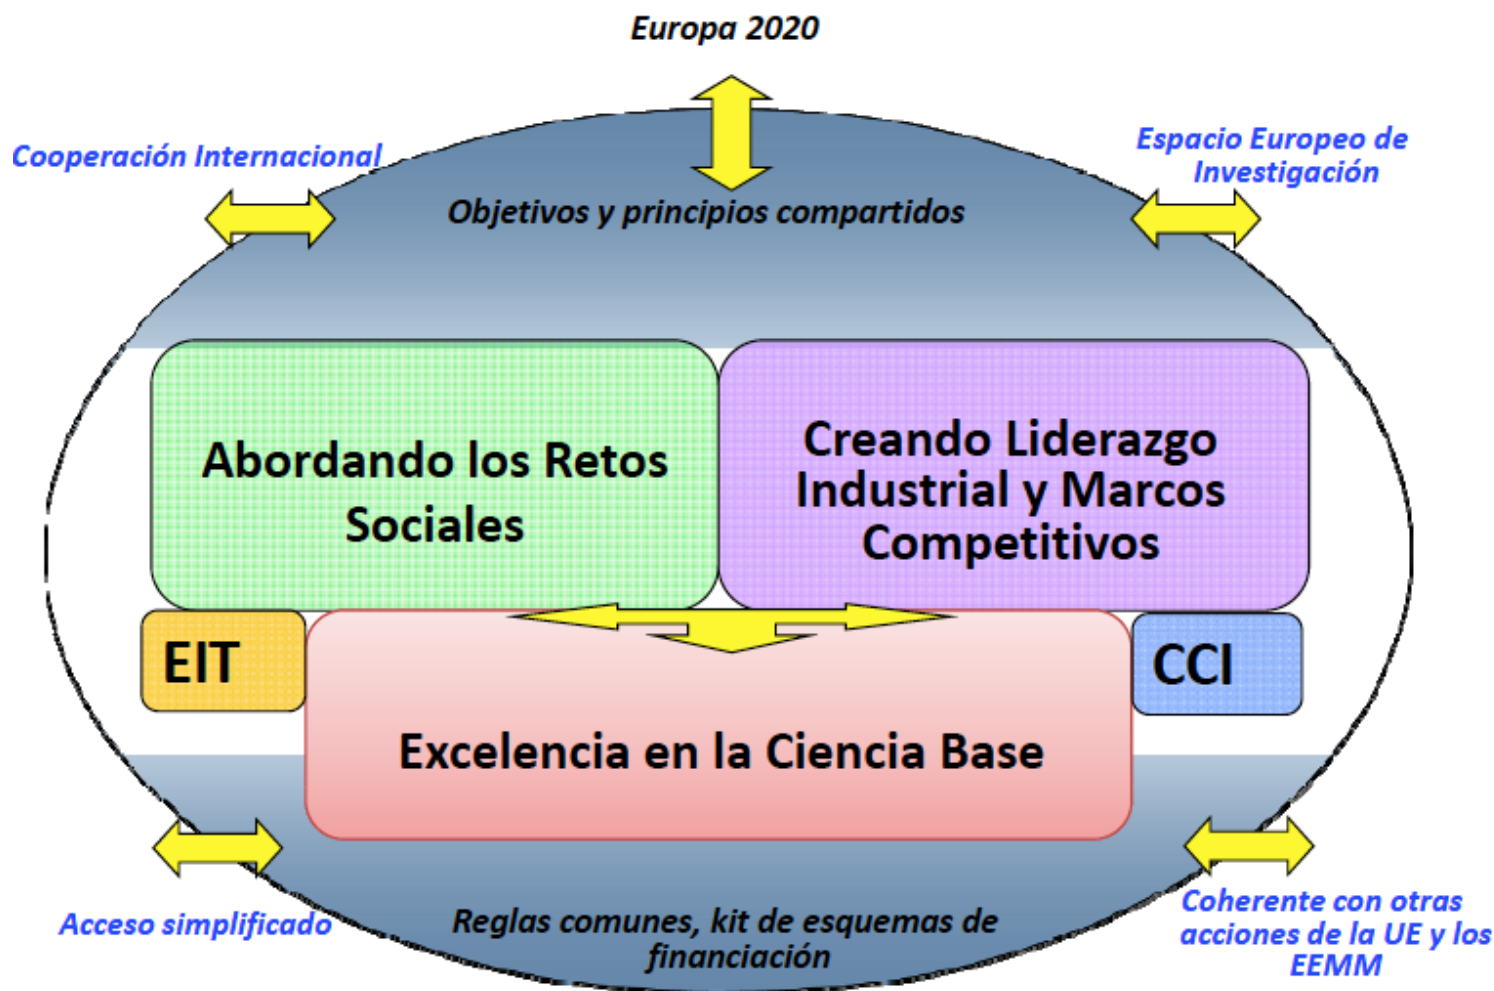 Europa 2020
Cooperación Internacional
Espacio Europeo de
Investigación
Objetivos y principios compartidos
Abordando los Retos
Sociales
Creando Liderazgo
Industrial y Marcos
Competitivos
EIT
CCI
Excelencia en la Ciencia Base
Acceso simplificado
Reglas comunes, kit de esquemas de
financiación
Coherente con otras
acciones de la UE y los
EEMM